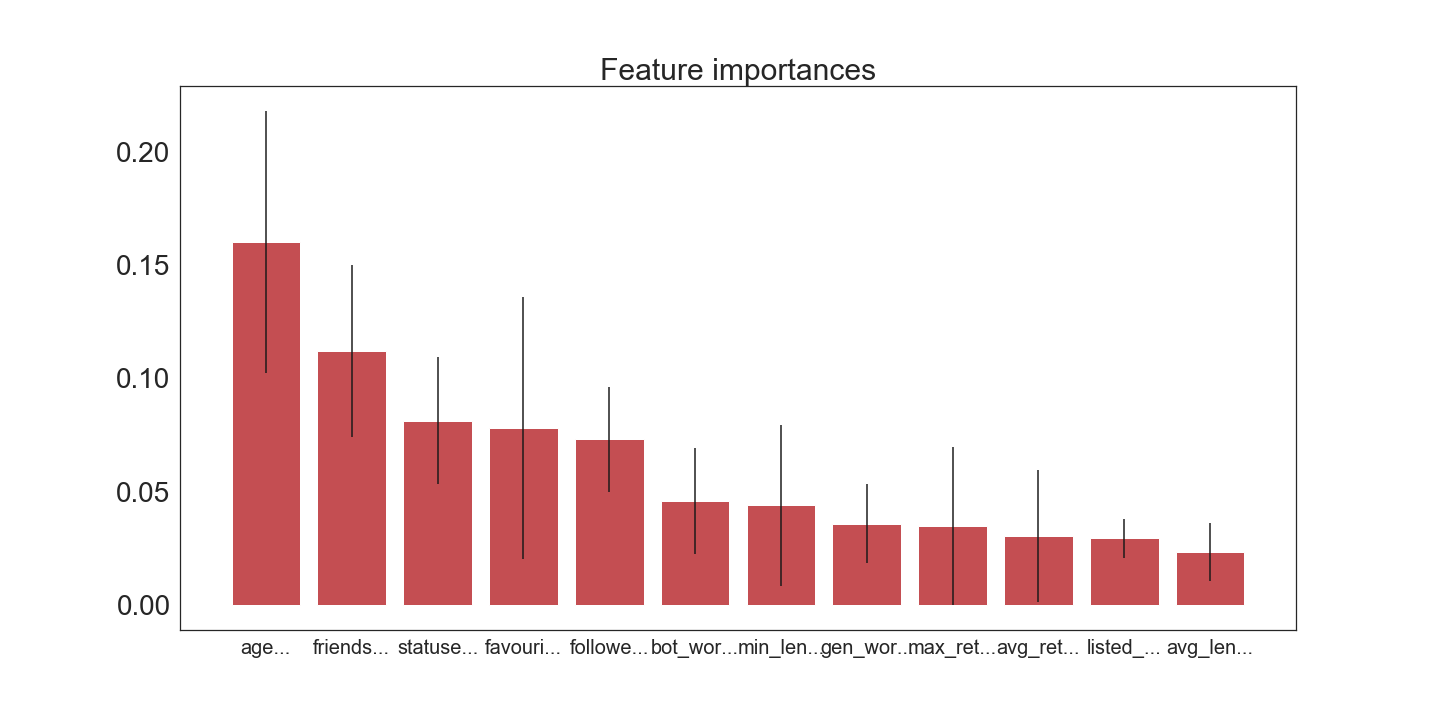 Feature importances
0.20
0.15
0.10
0.05
0.00
age... friends... statuse... favouri... followe... bot_wor... min_len... gen_wor... max_ret... avg_ret... listed_... avg_len...